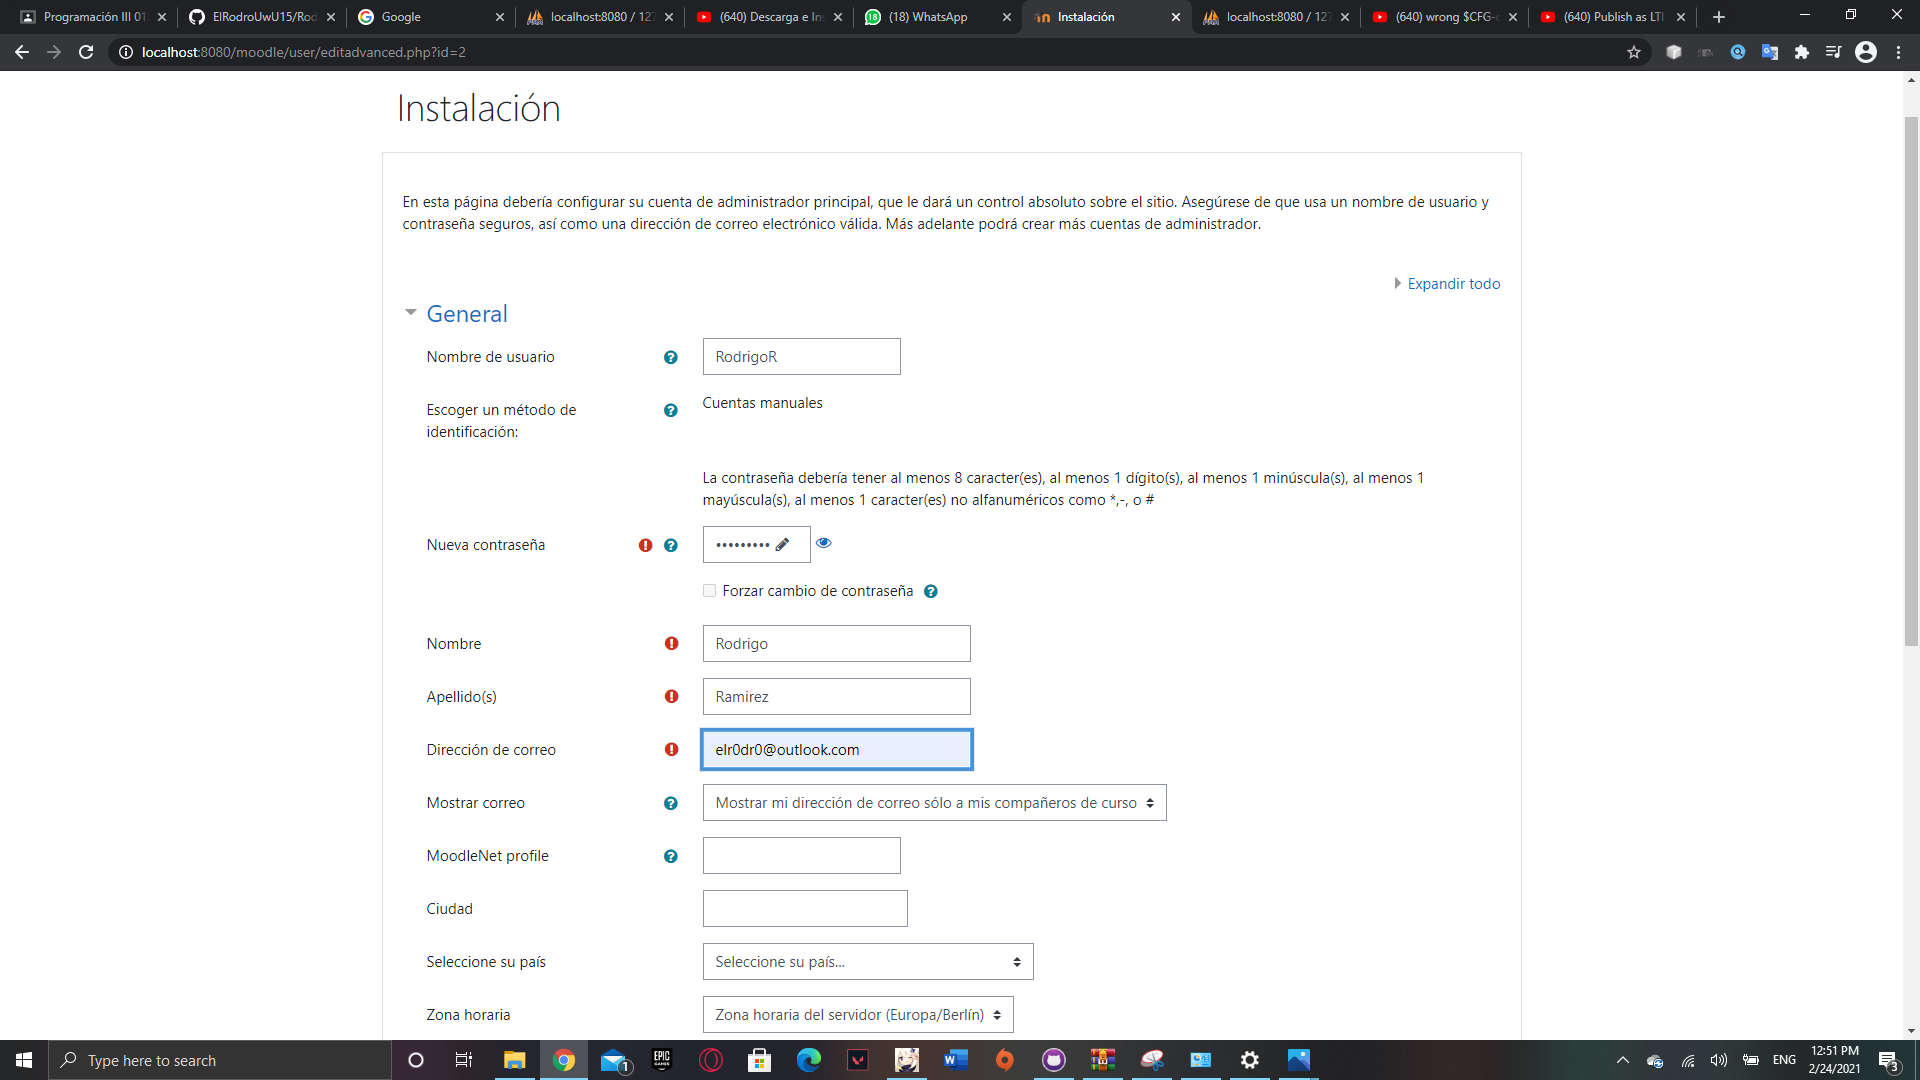 Programación III 01
ElRodroUwU15/Rod
Google
localhost:8080 / 127
(640) Descarga e Ins
(18) WhatsApp
Instalación
localhost:8080 / 127
(640) wrong $CFG-
(640) Publish as LTI
localhost:8080/moodle/user/editadvanced.php?id=2
Instalación
En esta página debería configurar su cuenta de administrador principal, que le dará un control absoluto sobre el sitio. Asegúrese de que usa un nombre de usuario y
contraseña seguros, así como una dirección de correo electrónico válida. Más adelante podrá crear más cuentas de administrador.
Expandir todo
General
Nombre de usuario
RodrigoR
Escoger un método de
identificación:
Cuentas manuales
La contraseña debería tener al menos 8 caracter(es), al menos 1 dígito(s), al menos 1 minúscula(s), al menos 1
mayúscula(s), al menos 1 caracter(es) no alfanuméricos como *,-, o #
Nueva contraseña
•••••••••
Forzar cambio de contraseña
Nombre
Rodrigo
Apellido(s)
Ramirez
Dirección de correo
elr0dr0@outlook.com
Mostrar correo
Mostrar mi dirección de correo sólo a mis compañeros de curso
MoodleNet profile
Ciudad
Seleccione su país
Seleccione su país...
Zona horaria
Zona horaria del servidor (Europa/Berlín)
Type here to search
1
EPIC
GAMES
ENG
12:51 PM
2/24/2021
3